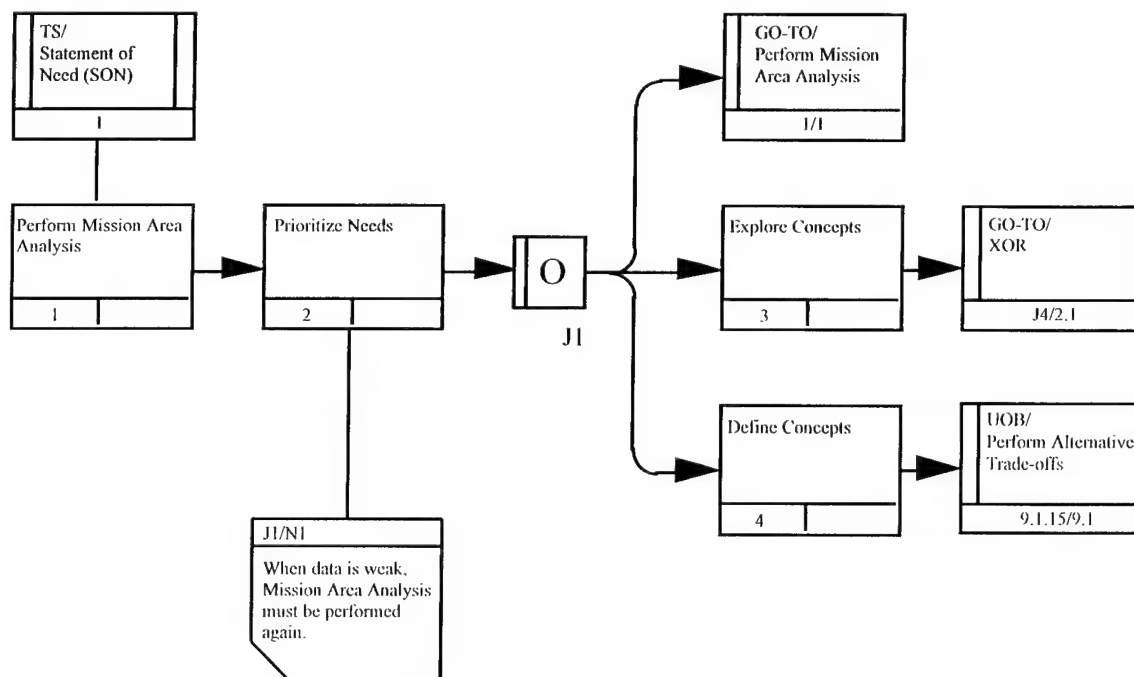 TS/
Statement of
Need (SON)
1
Perform Mission Area
Analysis
1
Prioritize Needs
2
J1/N1
When data is weak,
Mission Area Analysis
must be performed
again.
O
J1
GO-TO/
Perform Mission
Area Analysis
1/1
Explore Concepts
3
GO-TO/
XOR
J4/2.1
Define Concepts
4
UOB/
Perform Alternative
Trade-offs
9.1.15/9.1